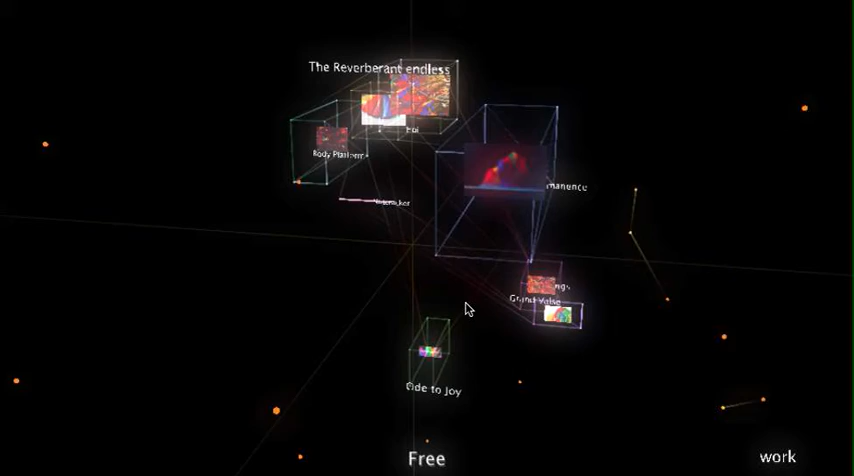 The Reverberant endless
Body Platform
manence
Grand Valse
Ode to Joy
Free
work